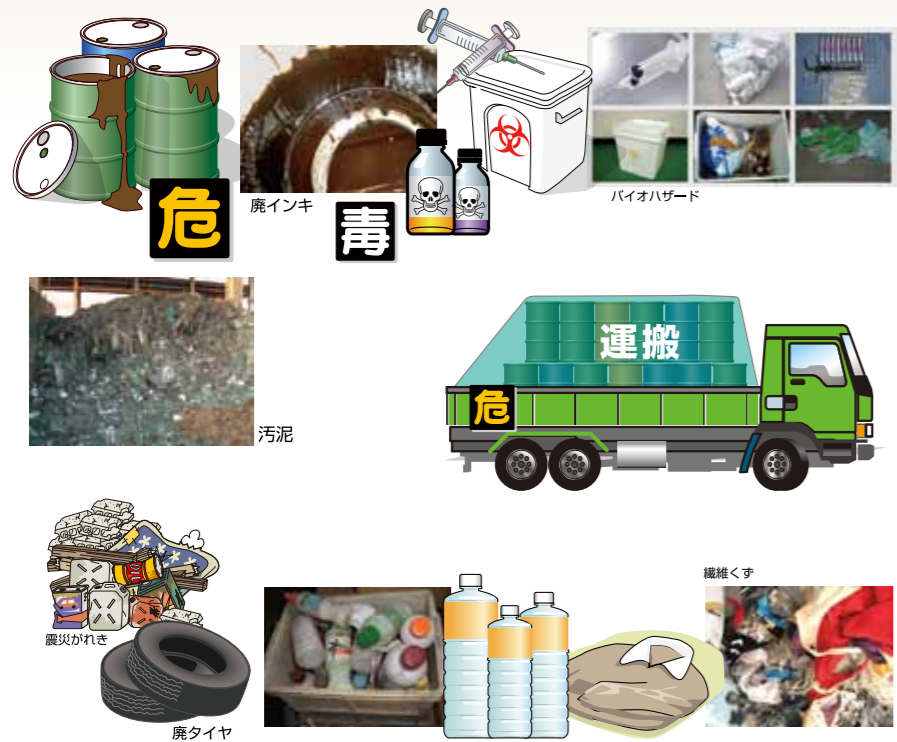 危
廃インキ
毒
バイオハザード
汚泥
運搬
危
震災がれき
廃タイヤ
繊維くず